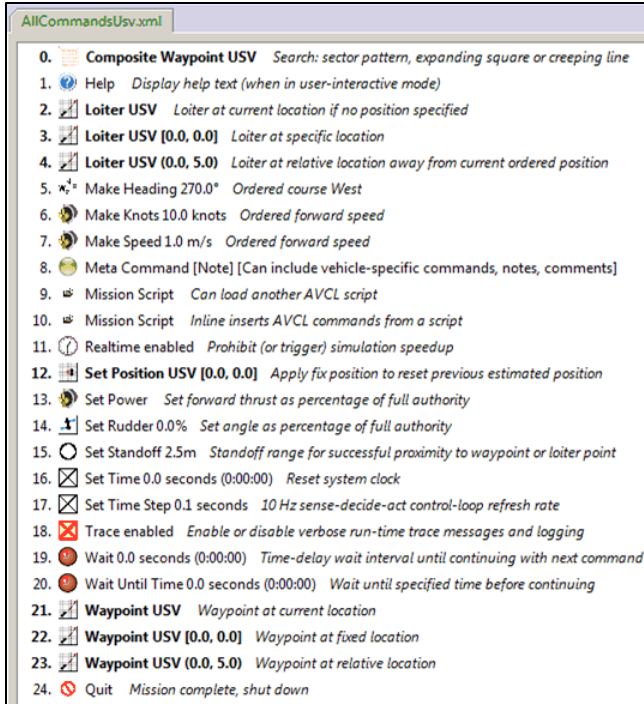 AllCommandsUsv.xml
0. Composite Waypoint USV Search: sector pattern, expanding square or creeping line
1. Help Display help text (when in user-interactive mode)
2. Loiter USV Loiter at current location if no position specified
3. Loiter USV [0.0, 0.0] Loiter at specific location
4. Loiter USV (0.0, 5.0) Loiter at relative location away from current ordered position
5. Make Heading 270.0° Ordered course West
6. Make Knots 10.0 knots Ordered forward speed
7. Make Speed 1.0 m/s Ordered forward speed
8. Meta Command [Note] [Can include vehicle-specific commands, notes, comments]
9. Mission Script Can load another AVCL script
10. Mission Script Inline inserts AVCL commands from a script
11. Realtime enabled Prohibit (or trigger) simulation speedup
12. Set Position USV [0.0, 0.0] Apply fix position to reset previous estimated position
13. Set Power Set forward thrust as percentage of full authority
14. Set Rudder 0.0% Set angle as percentage of full authority
15. Set Standoff 2.5m Standoff range for successful proximity to waypoint or loiter point
16. Set Time 0.0 seconds (0:00:00) Reset system clock
17. Set Time Step 0.1 seconds 10 Hz sense-decide-act control-loop refresh rate
18. Trace enabled Enable or disable verbose run-time trace messages and logging
19. Wait 0.0 seconds (0:00:00) Time-delay wait interval until continuing with next command
20. Wait Until Time 0.0 seconds (0:00:00) Wait until specified time before continuing
21. Waypoint USV Waypoint at current location
22. Waypoint USV [0.0, 0.0] Waypoint at fixed location
23. Waypoint USV (0.0, 5.0) Waypoint at relative location
24. Quit Mission complete, shut down